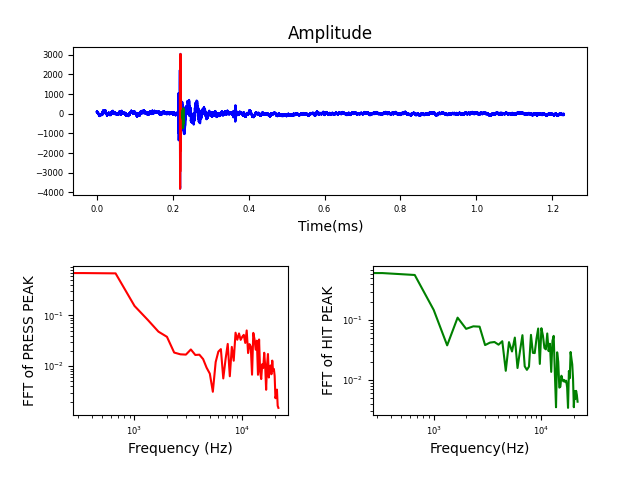 Amplitude
3000
2000
1000
0
−1000
−2000
−3000
−4000
0.0 0.2 0.4 0.6 0.8 1.0 1.2
Time(ms)
FFT of PRESS PEAK
10⁻¹
10⁻²
10³ 10⁴
Frequency (Hz)
FFT of HIT PEAK
10⁻¹
10⁻²
10³ 10⁴
Frequency(Hz)